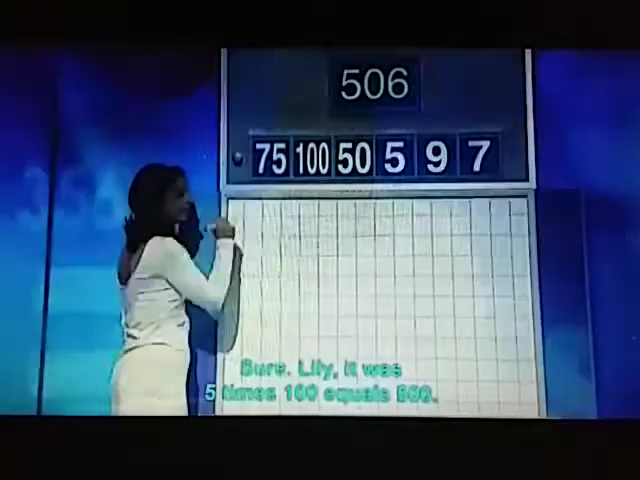 506
75 100 50 5 9 7
Sure. Lily, it was
5 times 100 equals 500.